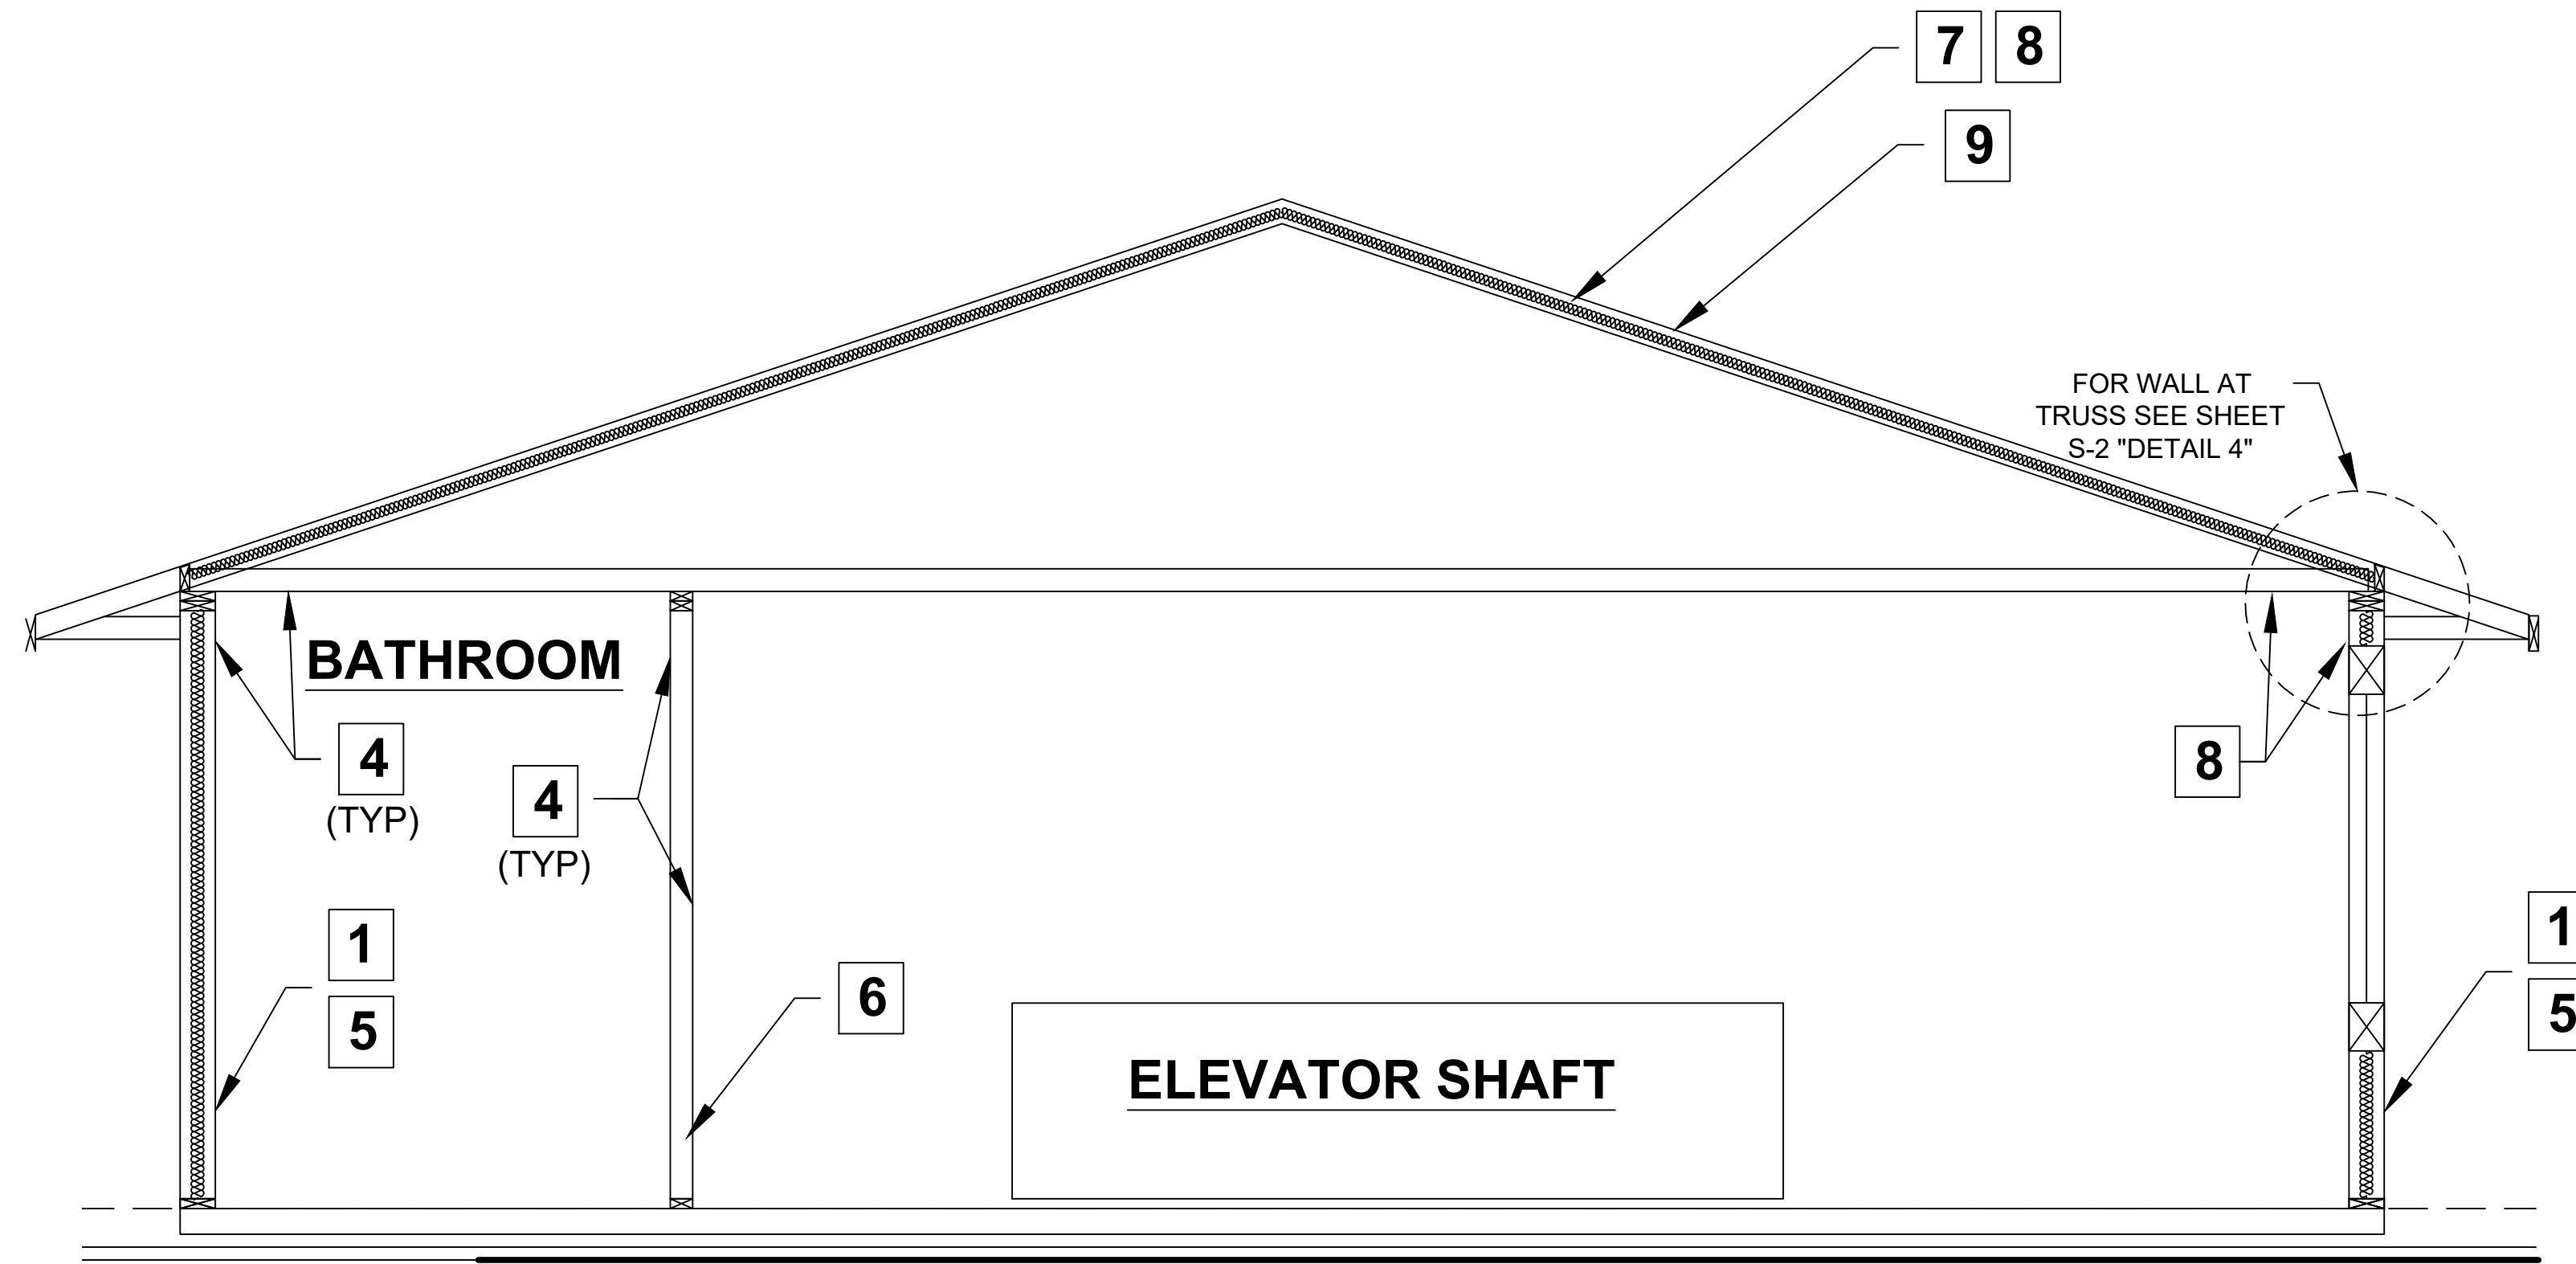 7 8
9
FOR WALL AT
TRUSS SEE SHEET
S-2 "DETAIL 4"
BATHROOM
4
(TYP)
4
(TYP)
8
1
5
6
1
5
ELEVATOR SHAFT